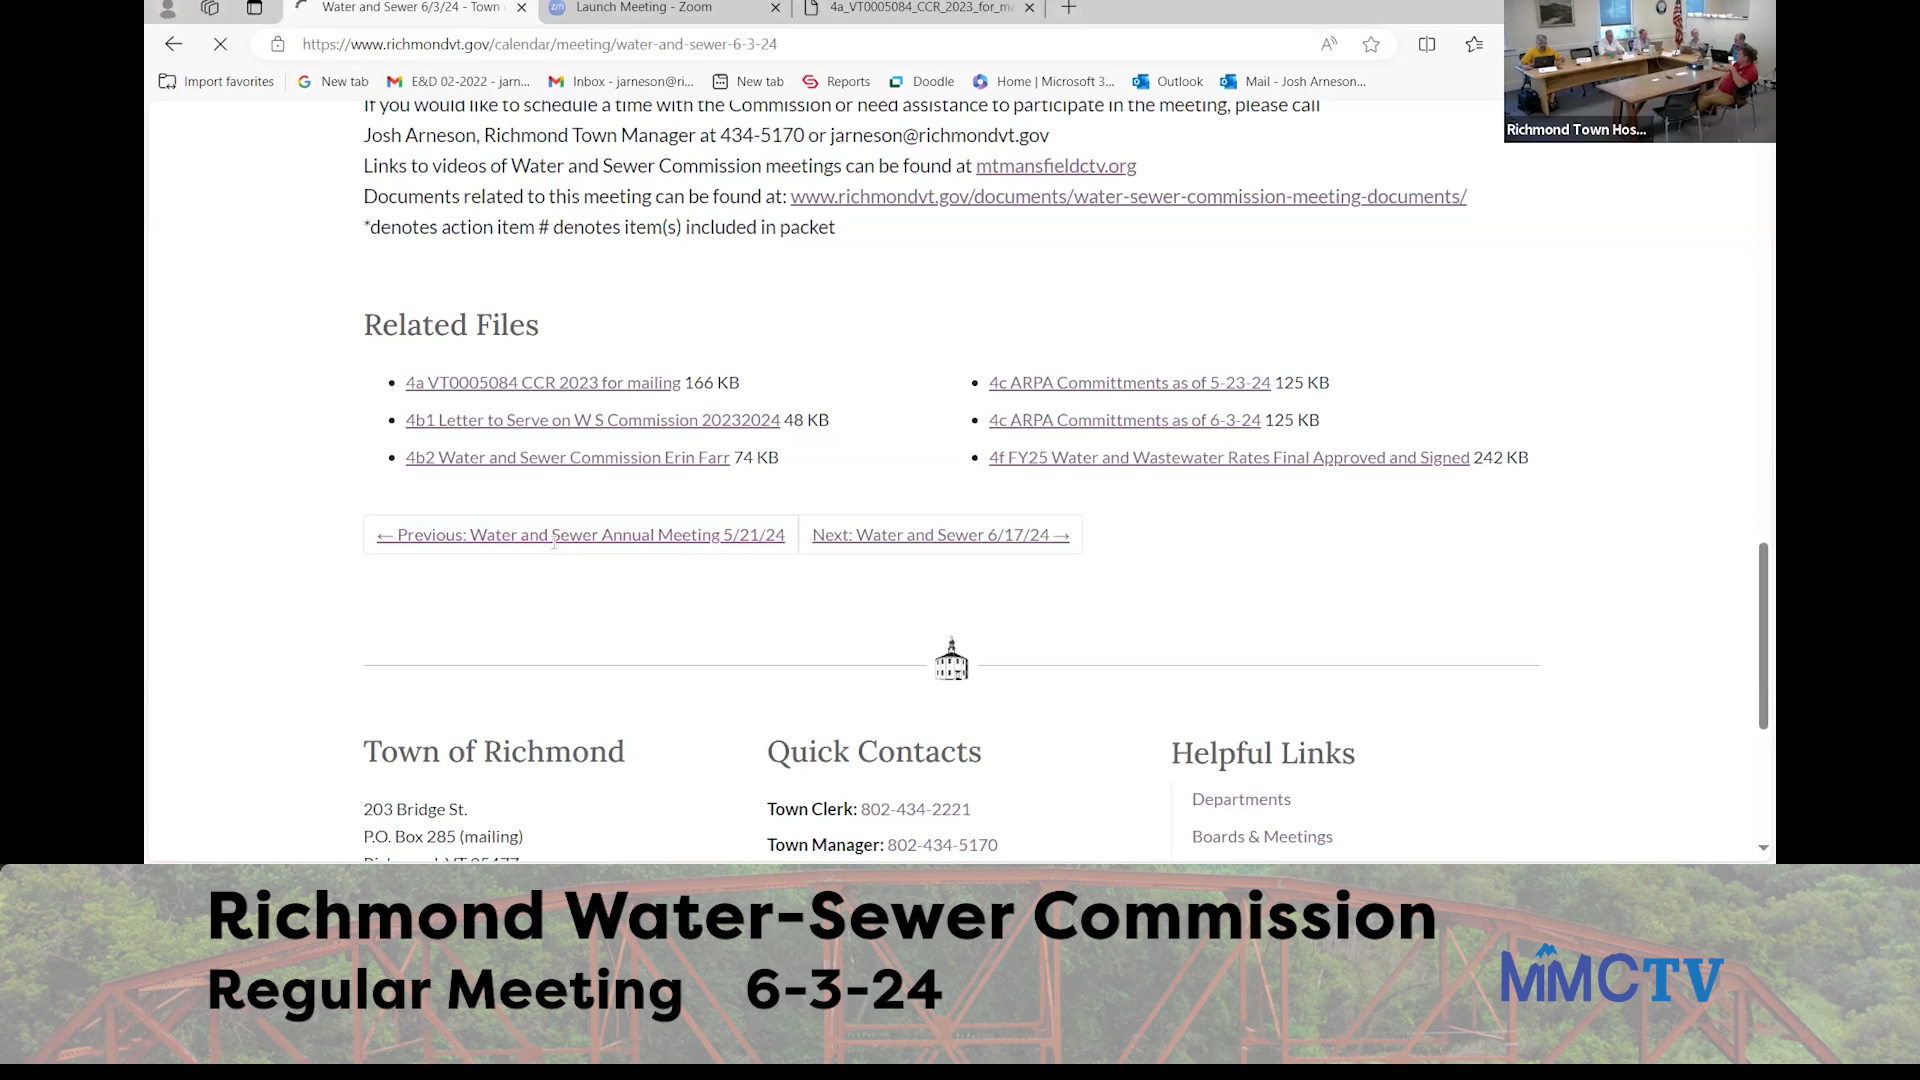 Water and Sewer 6/3/24 - Town
Launch Meeting - Zoom
4a_VT0005084_CCR_2023_for_m
https://www.richmondvt.gov/calendar/meeting/water-and-sewer-6-3-24
Import favorites
New tab
E&D 02-2022 - jarn...
Inbox - jarneson@ri...
New tab
Reports
Doodle
Home | Microsoft 3...
Outlook
Mail - Josh Arneson...
Richmond Town Hos...
If you would like to schedule a time with the Commission or need assistance to participate in the meeting, please call
Josh Arneson, Richmond Town Manager at 434-5170 or jarneson@richmondvt.gov
Links to videos of Water and Sewer Commission meetings can be found at mtmansfieldctv.org
Documents related to this meeting can be found at: www.richmondvt.gov/documents/water-sewer-commission-meeting-documents/
*denotes action item # denotes item(s) included in packet
Related Files
4a VT0005084 CCR 2023 for mailing 166 KB
4b1 Letter to Serve on W S Commission 20232024 48 KB
4b2 Water and Sewer Commission Erin Farr 74 KB
4c ARPA Committments as of 5-23-24 125 KB
4c ARPA Committments as of 6-3-24 125 KB
4f FY25 Water and Wastewater Rates Final Approved and Signed 242 KB
← Previous: Water and Sewer Annual Meeting 5/21/24
Next: Water and Sewer 6/17/24 →
Town of Richmond
203 Bridge St.
P.O. Box 285 (mailing)
Quick Contacts
Town Clerk: 802-434-2221
Town Manager: 802-434-5170
Helpful Links
Departments
Boards & Meetings
Richmond Water-Sewer Commission
Regular Meeting 6-3-24
MMCTV